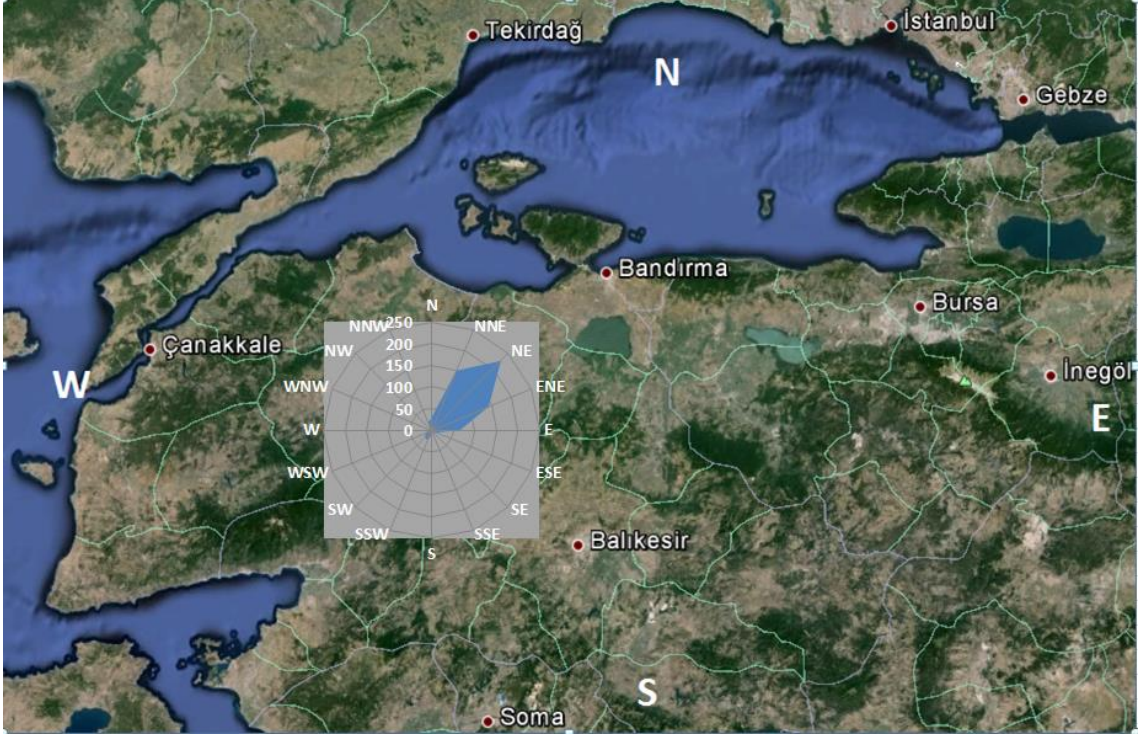 İstanbul
Tekirdağ
N
Gebze
Bandırma
Bursa
N
NNW
250
NNE
Çanakkale
200
NW
NE
150
İnegöl
W
WNW
100
ENE
50
E
W
0
E
WSW
ESE
SW
SE
SSW
SSE
Balıkesir
S
S
Soma